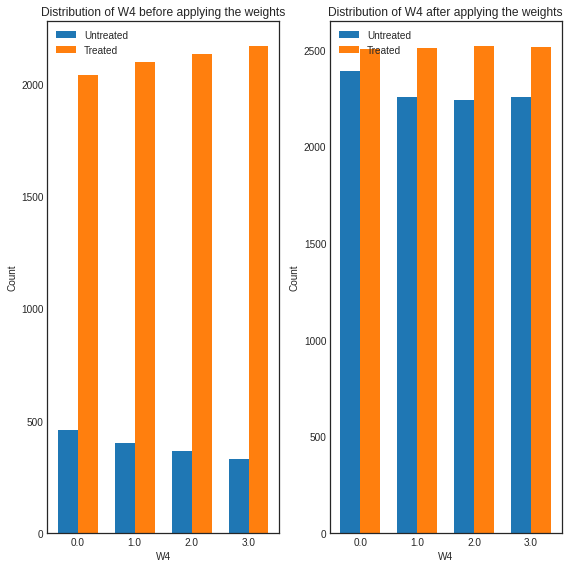 Distribution of W4 before applying the weights
Untreated
Treated
2000
1500
1000
500
0
Count
0.0 1.0 2.0 3.0
W4
Distribution of W4 after applying the weights
Untreated
Treated
2500
2000
1500
1000
500
0
Count
0.0 1.0 2.0 3.0
W4